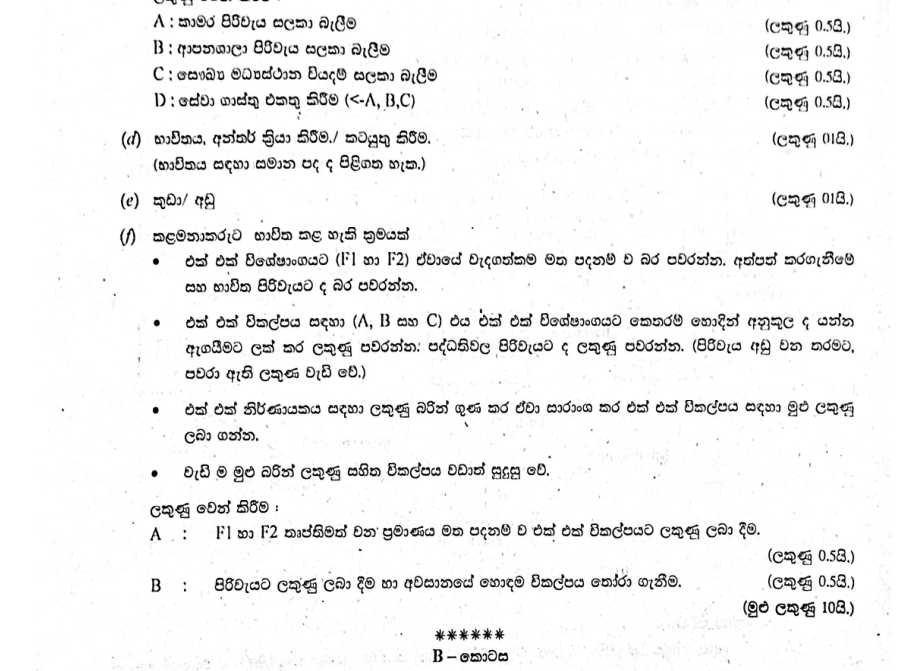 A : කාමර පිරිවැය සලකා බැලීම (ලකුණු 0.5යි.)
B : ආපනශාලා පිරිවැය සලකා බැලීම (ලකුණු 0.5යි.)
C : සෞඛ්‍ය මධ්‍යස්ථාන වියදම් සලකා බැලීම (ලකුණු 0.5යි.)
D : සේවා ගාස්තු එකතු කිරීම (<-A, B,C) (ලකුණු 0.5යි.)
(d) භාවිතය, අන්තර් ක්‍රියා කිරීම./ කටයුතු කිරීම. (ලකුණු 01යි.)
(භාවිතය සඳහා සමාන පද ද පිළිගත හැක.)
(e) කුඩා/ අඩු (ලකුණු 01යි.)
(f) කළමනාකරුට භාවිත කළ හැකි ක්‍රමයක්
• එක් එක් විශේෂාංගයට (F1 හා F2) ඒවායේ වැදගත්කම මත පදනම් ව බර පවරන්න. අත්පත් කරගැනීමේ
සහ භාවිත පිරිවැයට ද බර පවරන්න.
• එක් එක් විකල්පය සඳහා (A, B සහ C) එය එක් එක් විශේෂාංගයට කෙතරම් හොඳින් අනුකූල ද යන්න
ඇගයීමට ලක් කර ලකුණු පවරන්න. පද්ධතිවල පිරිවැයට ද ලකුණු පවරන්න. (පිරිවැය අඩු වන තරමට,
පවරා ඇති ලකුණ වැඩි වේ.)
• එක් එක් නිර්ණායකය සඳහා ලකුණු බරින් ගුණ කර ඒවා සාරාංශ කර එක් එක් විකල්පය සඳහා මුළු ලකුණු
ලබා ගන්න.
• වැඩි ම මුළු බරින් ලකුණු සහිත විකල්පය වඩාත් සුදුසු වේ.
ලකුණු වෙන් කිරීම :
A : F1 හා F2 තෘප්තිමත් වන ප්‍රමාණය මත පදනම් ව එක් එක් විකල්පයට ලකුණු ලබා දීම.
(ලකුණු 0.5යි.)
B : පිරිවැයට ලකුණු ලබා දීම හා අවසානයේ හොඳම විකල්පය තෝරා ගැනීම. (ලකුණු 0.5යි.)
(මුළු ලකුණු 10යි.)
******
B – කොටස